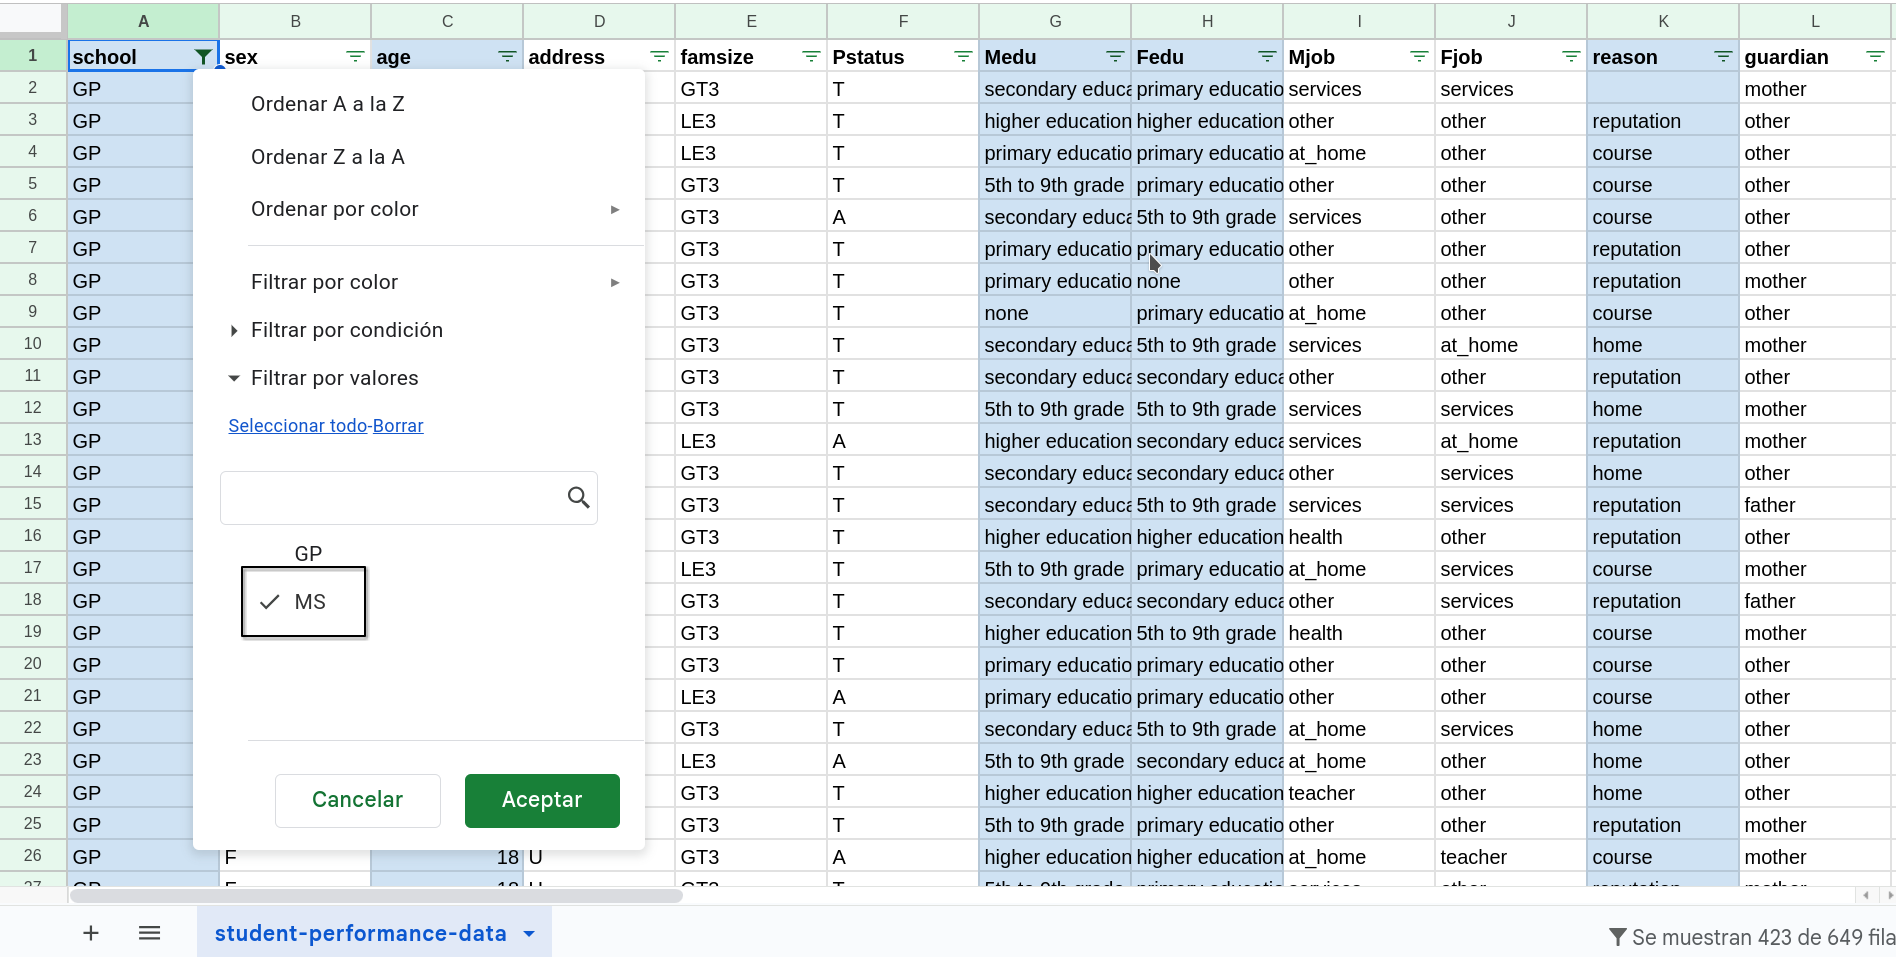 A B C D E F G H I J K L
1 school sex age address famsize Pstatus Medu Fedu Mjob Fjob reason guardian
2 GP GT3 T secondary educa primary educatio services services mother
3 GP LE3 T higher education higher education other other reputation other
4 GP LE3 T primary educatio primary educatio at_home other course other
5 GP GT3 T 5th to 9th grade primary educatio other other course other
6 GP GT3 A secondary educa 5th to 9th grade services other course other
7 GP GT3 T primary educatio primary educatio other other reputation other
8 GP GT3 T primary educatio none other other reputation mother
9 GP GT3 T none primary educatio at_home other course other
10 GP GT3 T secondary educa 5th to 9th grade services at_home home mother
11 GP GT3 T secondary educa secondary educa other other reputation other
12 GP GT3 T 5th to 9th grade 5th to 9th grade services services home mother
13 GP LE3 A higher education secondary educa services at_home reputation mother
14 GP GT3 T secondary educa secondary educa other services home other
15 GP GT3 T secondary educa 5th to 9th grade services services reputation father
16 GP GT3 T higher education higher education health other reputation other
17 GP LE3 T 5th to 9th grade primary educatio at_home services course mother
18 GP GT3 T secondary educa secondary educa other services reputation father
19 GP GT3 T higher education 5th to 9th grade health other course mother
20 GP GT3 T primary educatio primary educatio other other course other
21 GP LE3 A primary educatio primary educatio other other course other
22 GP GT3 T secondary educa 5th to 9th grade at_home services home other
23 GP LE3 A 5th to 9th grade secondary educa at_home other home other
24 GP GT3 T higher education higher education teacher other home other
25 GP GT3 T 5th to 9th grade primary educatio other other reputation mother
26 GP F 18 U GT3 A higher education higher education at_home teacher course mother
27 GP F 18 U GT3 T 5th to 9th grade primary educatio services other reputation mother
Ordenar A a la Z
Ordenar Z a la A
Ordenar por color
Filtrar por color
Filtrar por condición
Filtrar por valores
Seleccionar todo-Borrar
GP
MS
Cancelar Aceptar
student-performance-data
Se muestran 423 de 649 fila